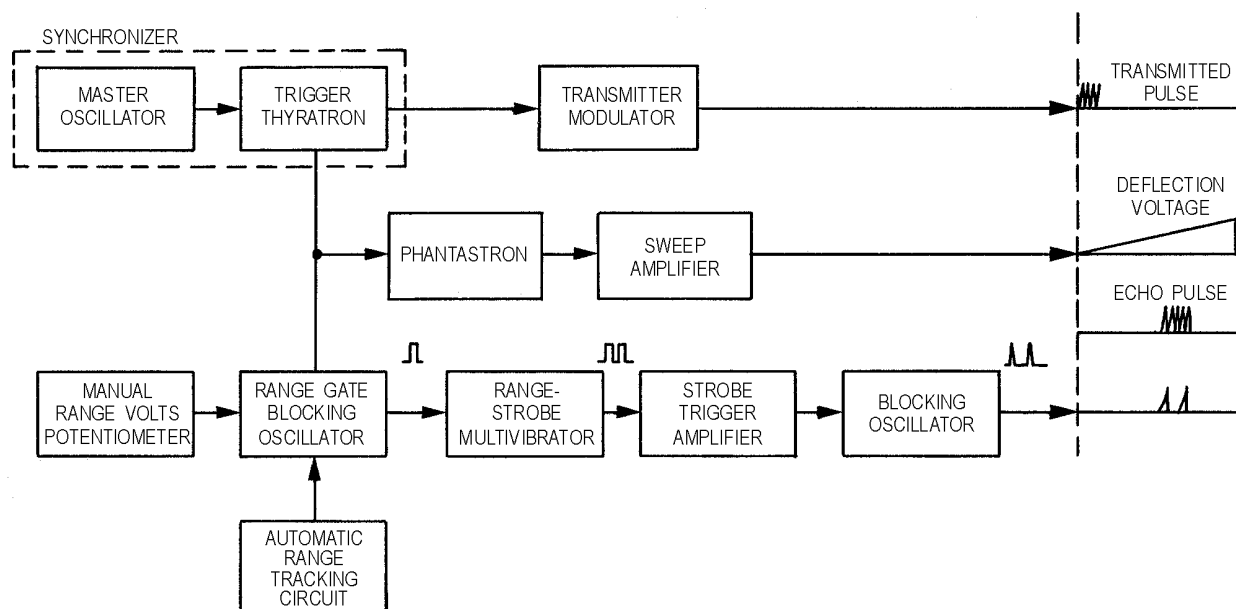 SYNCHRONIZER
MASTER
OSCILLATOR
TRIGGER
THYRATRON
TRANSMITTER
MODULATOR
TRANSMITTED
PULSE
DEFLECTION
VOLTAGE
PHANTASTRON
SWEEP
AMPLIFIER
ECHO PULSE
MANUAL
RANGE VOLTS
POTENTIOMETER
RANGE GATE
BLOCKING
OSCILLATOR
RANGE-
STROBE
MULTIVIBRATOR
STROBE
TRIGGER
AMPLIFIER
BLOCKING
OSCILLATOR
AUTOMATIC
RANGE
TRACKING
CIRCUIT